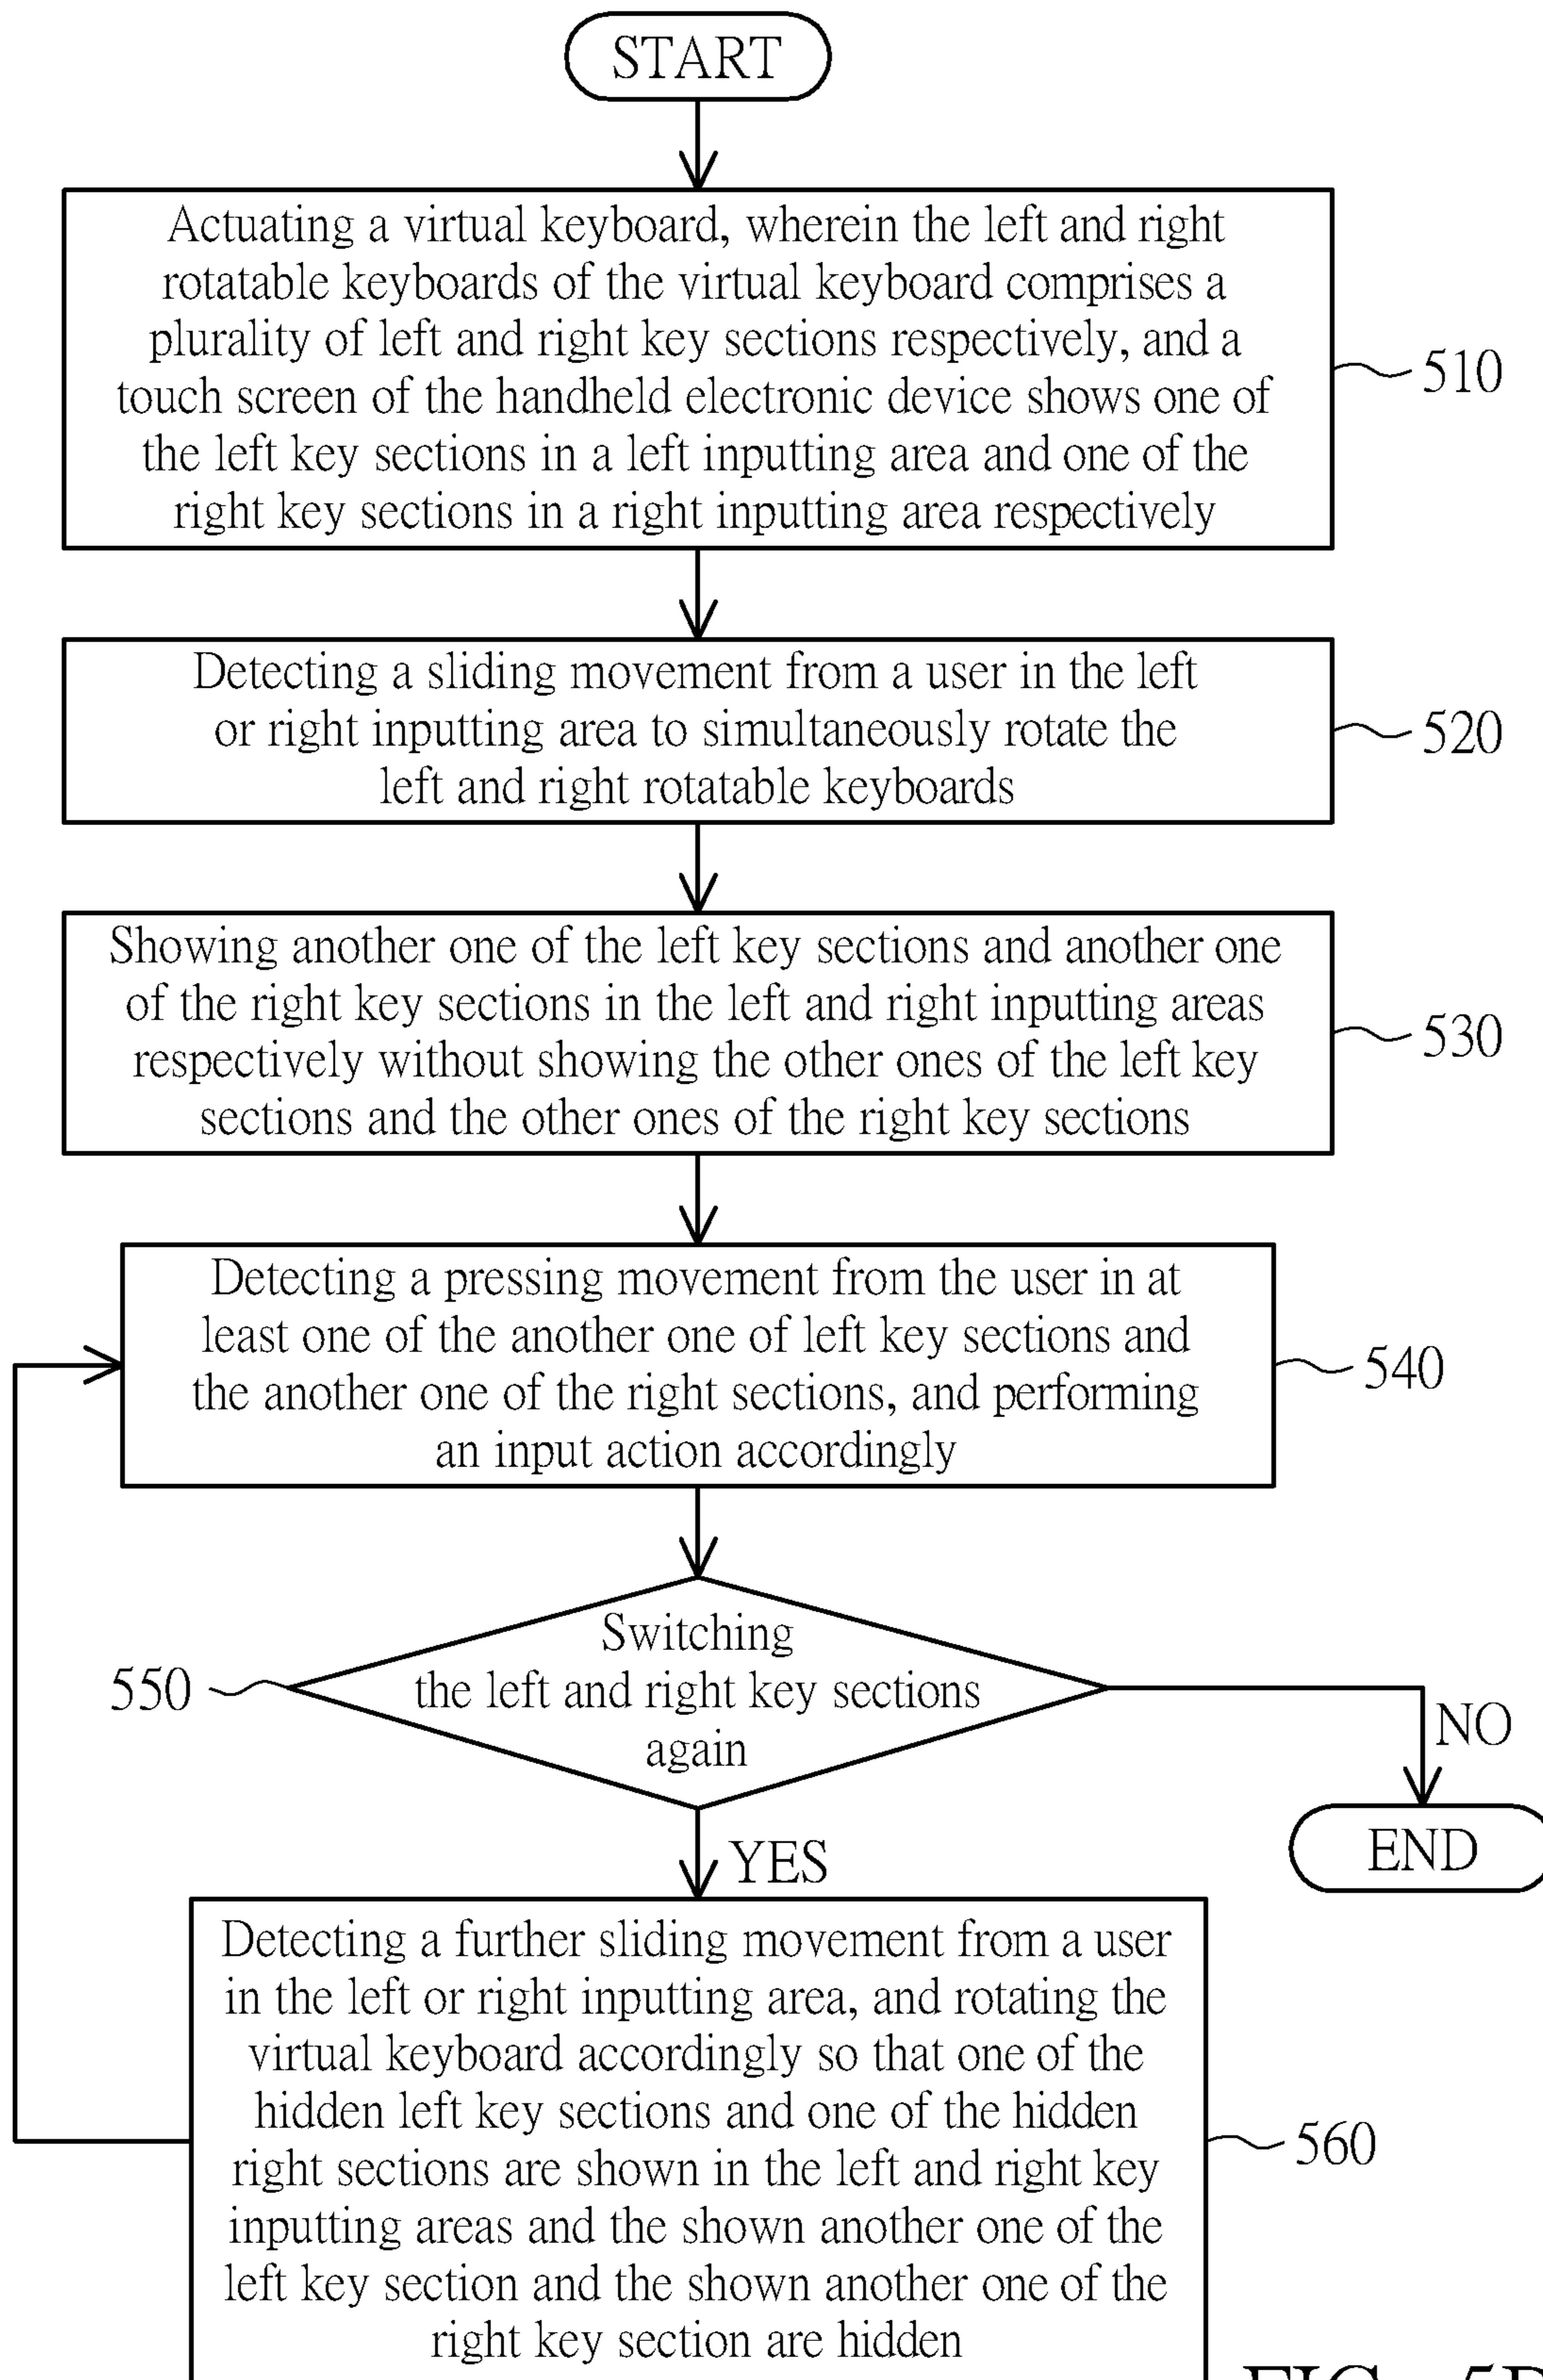 START
Actuating a virtual keyboard, wherein the left and right
rotatable keyboards of the virtual keyboard comprises a
plurality of left and right key sections respectively, and a
touch screen of the handheld electronic device shows one of
the left key sections in a left inputting area and one of the
right key sections in a right inputting area respectively
510
Detecting a sliding movement from a user in the left
or right inputting area to simultaneously rotate the
left and right rotatable keyboards
520
Showing another one of the left key sections and another one
of the right key sections in the left and right inputting areas
respectively without showing the other ones of the left key
sections and the other ones of the right key sections
530
Detecting a pressing movement from the user in at
least one of the another one of left key sections and
the another one of the right sections, and performing
an input action accordingly
540
Switching
the left and right key sections
again
550
NO
END
YES
Detecting a further sliding movement from a user
in the left or right inputting area, and rotating the
virtual keyboard accordingly so that one of the
hidden left key sections and one of the hidden
right sections are shown in the left and right key
inputting areas and the shown another one of the
left key section and the shown another one of the
right key section are hidden
560